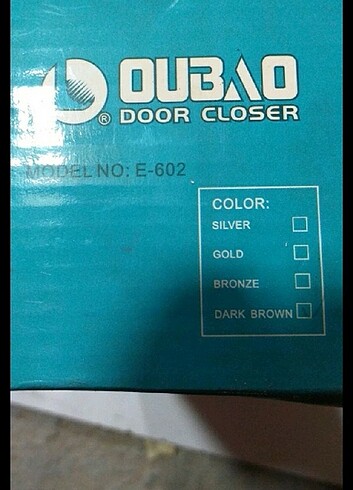 OUBAO
® DOOR CLOSER
MODEL NO: E-602
COLOR:
SILVER
GOLD
BRONZE
DARK BROWN